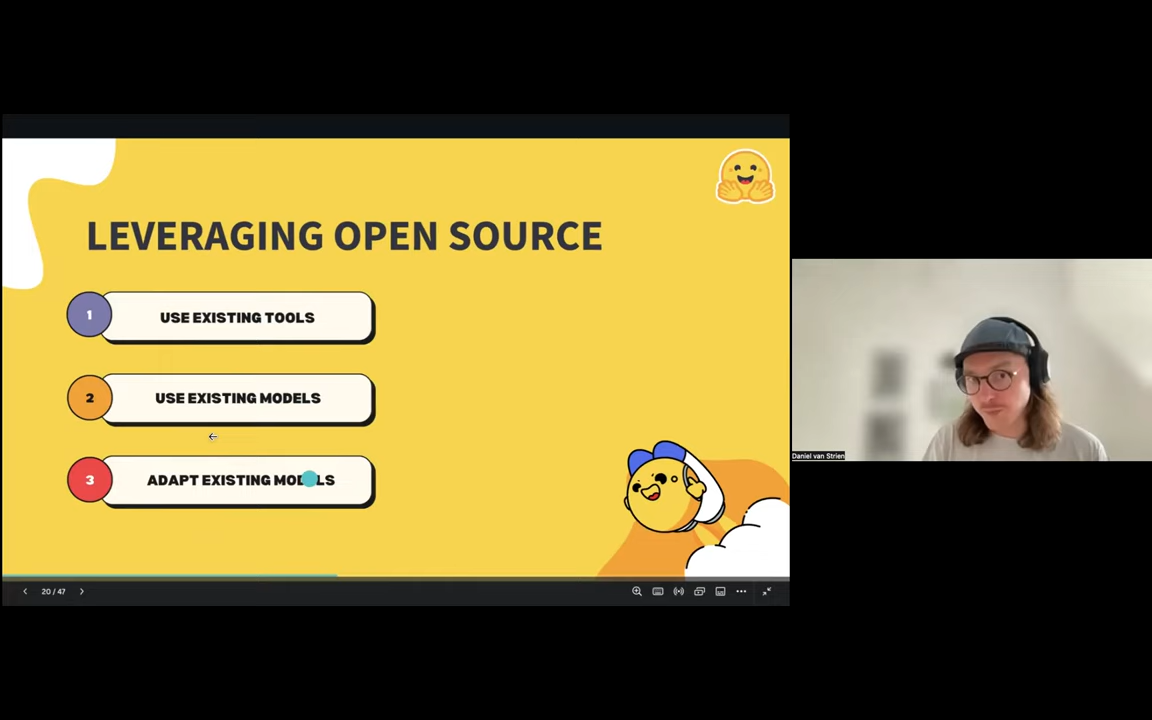 LEVERAGING OPEN SOURCE
1
USE EXISTING TOOLS
2
USE EXISTING MODELS
3
ADAPT EXISTING MODELS
20 / 47
Daniel van Strien